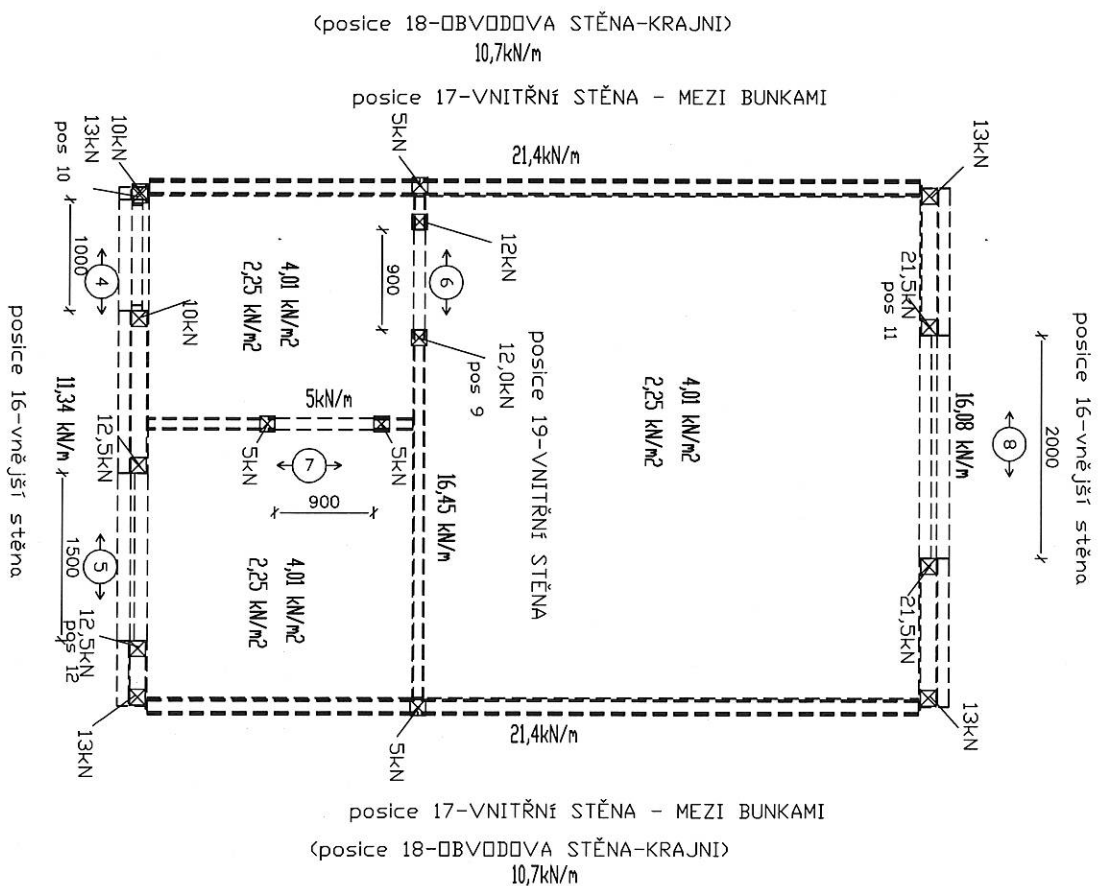 (posice 18-OBVODOVA STĚNA-KRAJNI)
10,7kN/m
posice 17-VNITŘNí STĚNA - MEZI BUNKAMI
10kN
13kN
pos 10
5kN
21,4kN/m
13kN
1000
4
10kN
4,01 kN/m2
2,25 kN/m2
900
6
12kN
12,0kN
pos 9
posice 19-VNITŘNÍ STĚNA
4,01 kN/m2
2,25 kN/m2
21,5kN
pos 11
16,08 kN/m
2000
8
posice 16-vnější stěna
posice 16-vnější stěna
11,34 kN/m
12,5kN
5kN/m
5kN
5kN
7
900
16,45 kN/m
1500
5
4,01 kN/m2
2,25 kN/m2
12,5kN
pos 12
21,5kN
13kN
5kN
21,4kN/m
13kN
posice 17-VNITŘNí STĚNA - MEZI BUNKAMI
(posice 18-OBVODOVA STĚNA-KRAJNI)
10,7kN/m